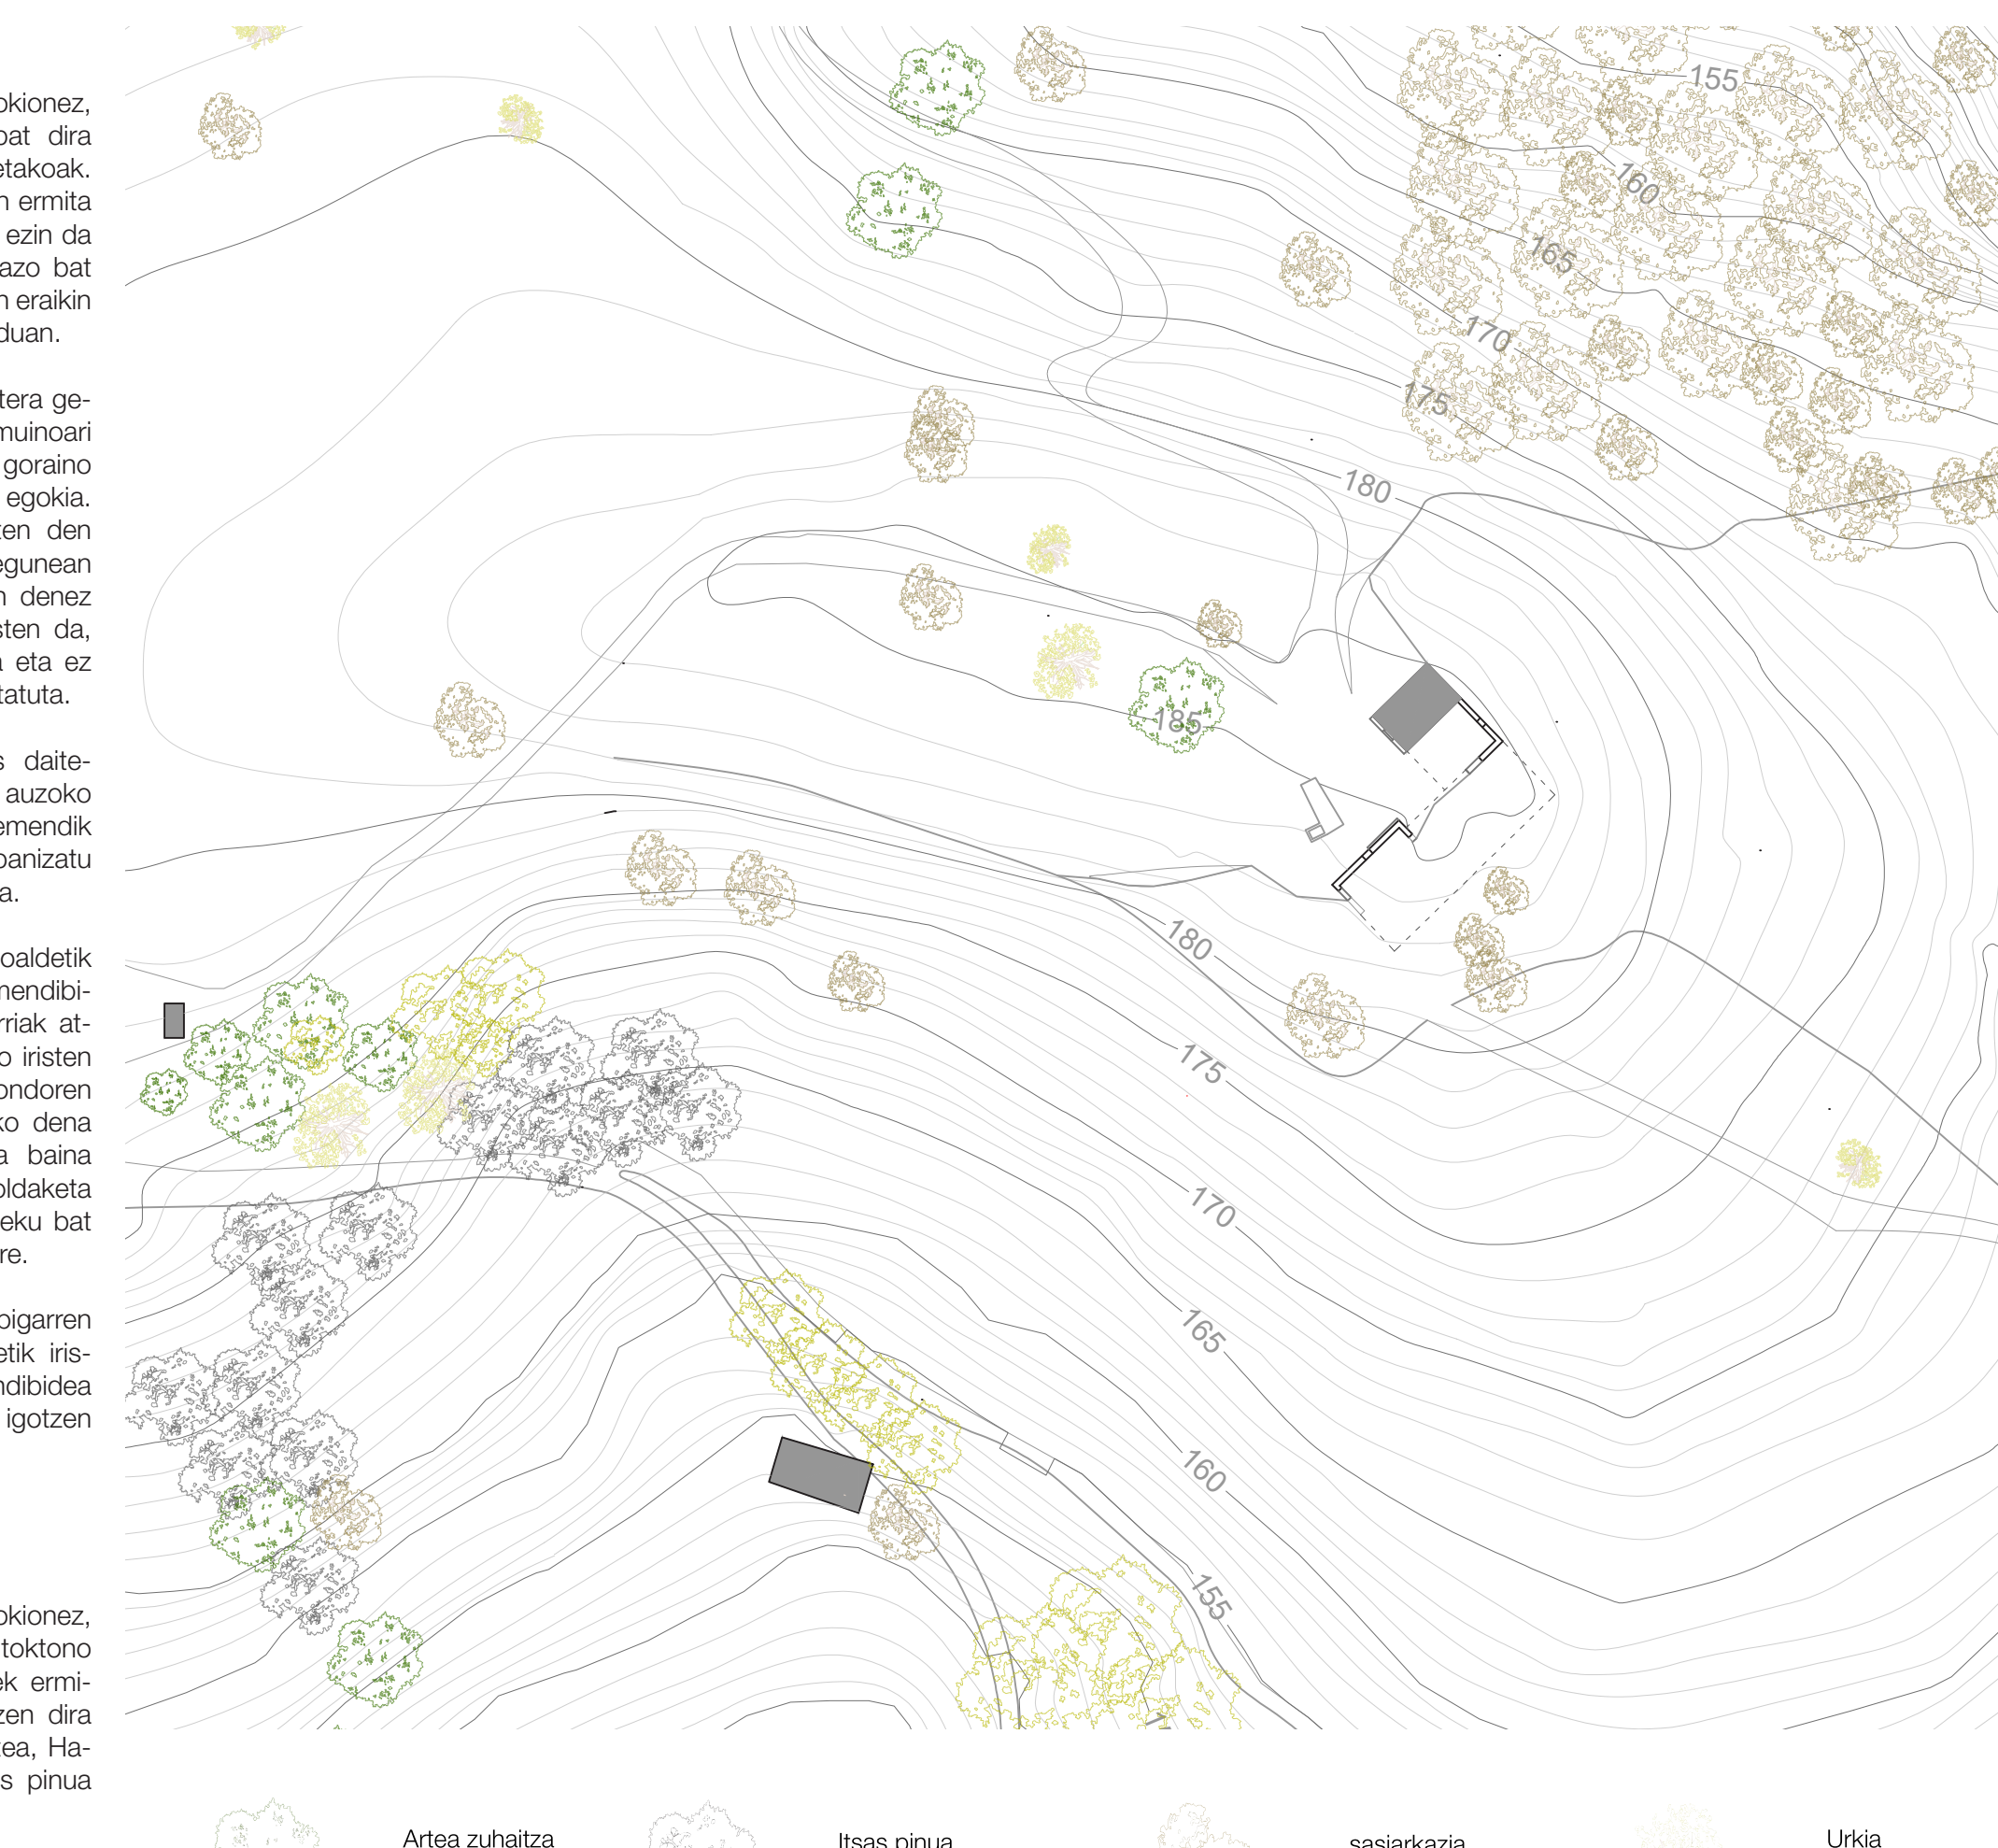 okionez,
bat dira
etakoak.
n ermita
ezin da
azo bat
n eraikin
duan.
tera ge-
muinoari
goraino
egokia.
ten den
egunean
n denez
sten da,
a eta ez
tatuta.
s daite-
auzoko
emendik
banizatu
a.
oaldetik
mendibi-
rriak at-
o iristen
ondoren
ko dena
a baina
oldaketa
eku bat
re.
bigarren
etik iris-
ndibidea
igotzen
okionez,
toktono
ek ermi-
zen dira
tea, Ha-
s pinua
155
160
165
170
175
180
185
180
175
170
165
160
155
Artea zuhaitza
Itsas pinua
sasiarkazia
Urkia